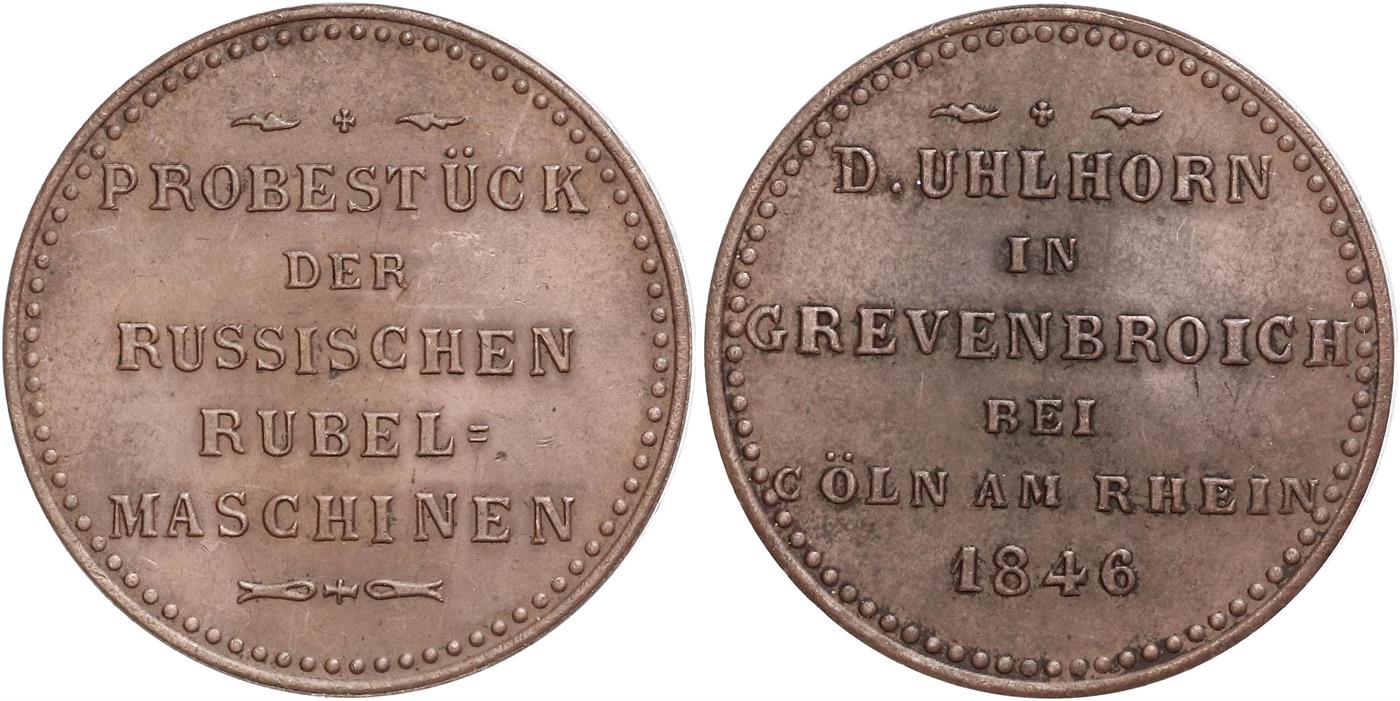 PROBESTÜCK
DER
RUSSISCHEN
RUBEL=
MASCHINEN
D. UHLHORN
IN
GREVENBROICH
BEI
CÖLN AM RHEIN
1846